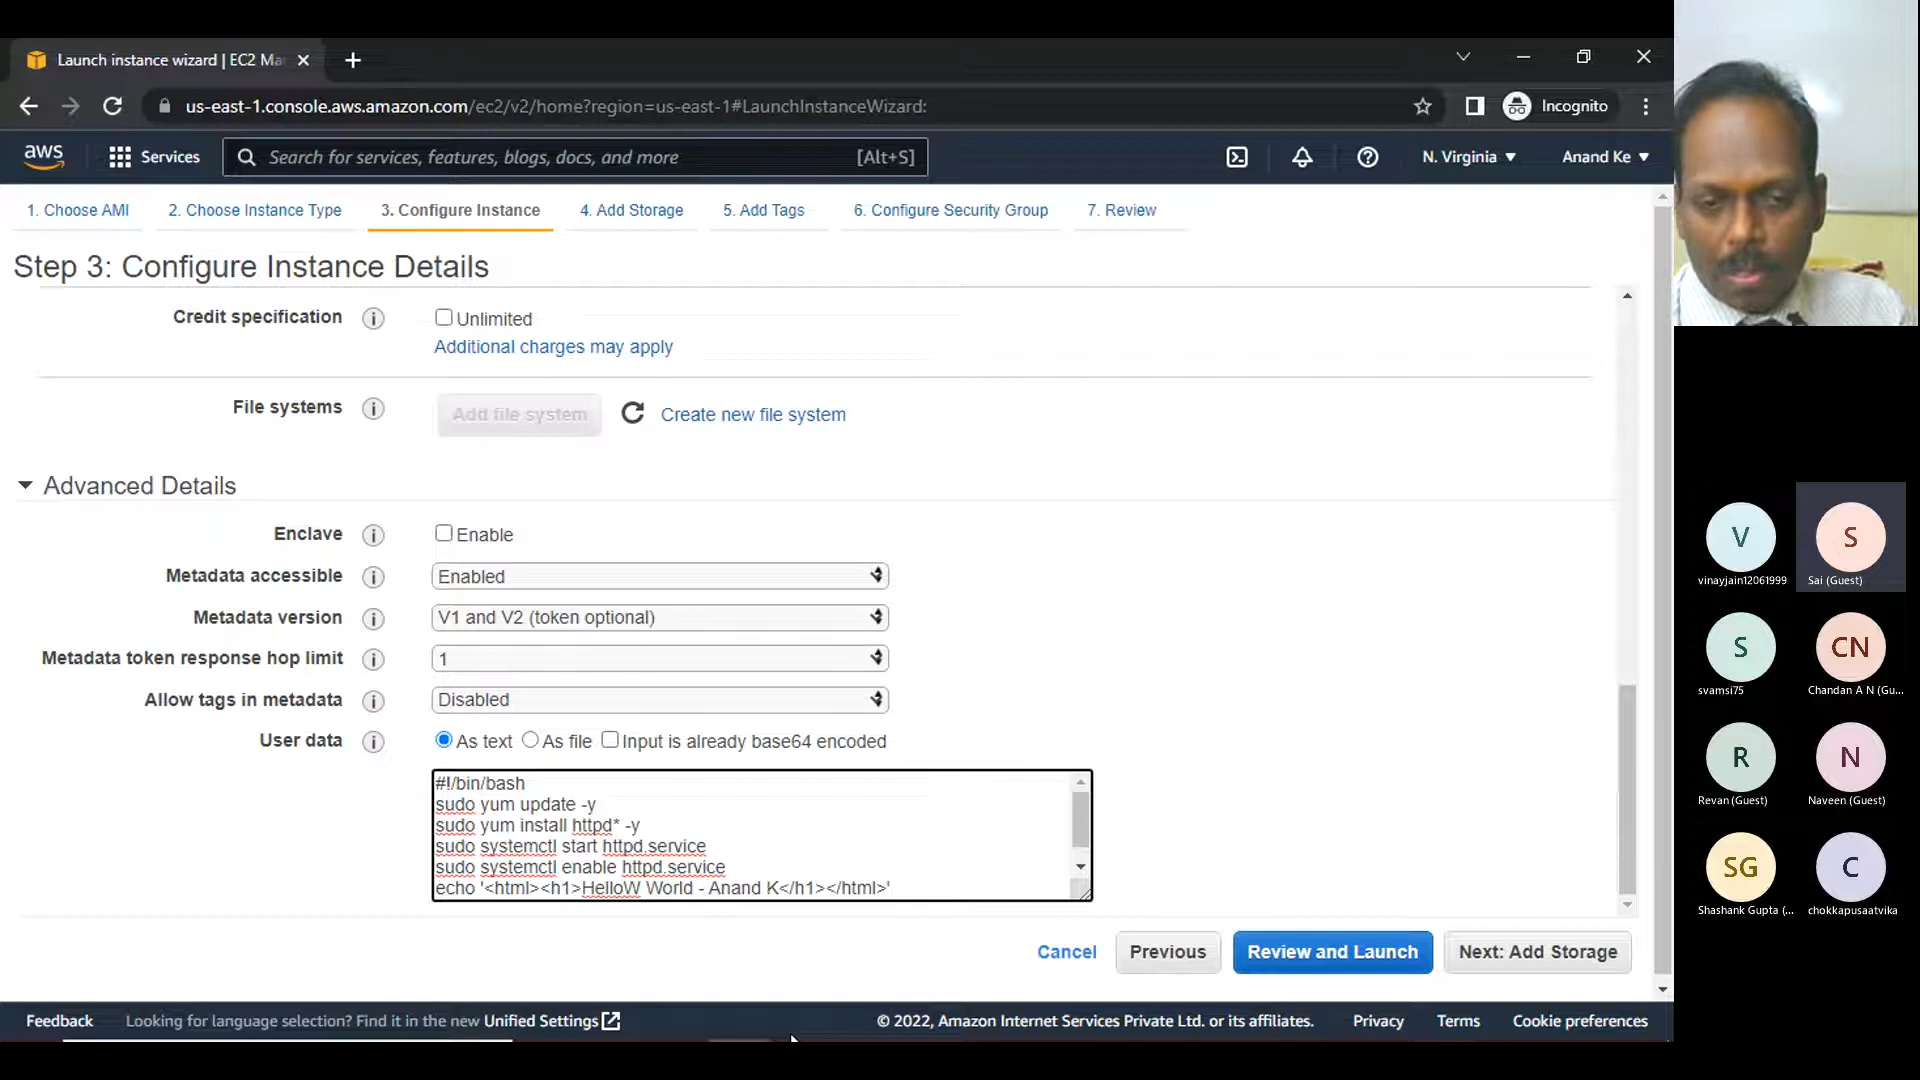 Launch instance wizard | EC2 Ma
us-east-1.console.aws.amazon.com/ec2/v2/home?region=us-east-1#LaunchInstanceWizard:
Incognito
aws
Services
Search for services, features, blogs, docs, and more
[Alt+S]
N. Virginia
Anand Ke
1. Choose AMI
2. Choose Instance Type
3. Configure Instance
4. Add Storage
5. Add Tags
6. Configure Security Group
7. Review
Step 3: Configure Instance Details
Credit specification
Unlimited
Additional charges may apply
File systems
Add file system
Create new file system
Advanced Details
Enclave
Enable
Metadata accessible
Enabled
Metadata version
V1 and V2 (token optional)
Metadata token response hop limit
1
Allow tags in metadata
Disabled
User data
As text
As file
Input is already base64 encoded
#!/bin/bash
sudo yum update -y
sudo yum install httpd* -y
sudo systemctl start httpd.service
sudo systemctl enable httpd.service
echo '<html><h1>HelloW World - Anand K</h1></html>'
Cancel
Previous
Review and Launch
Next: Add Storage
Feedback
Looking for language selection? Find it in the new Unified Settings
© 2022, Amazon Internet Services Private Ltd. or its affiliates.
Privacy
Terms
Cookie preferences
V
vinayjain12061999
S
Sai (Guest)
S
svamsi75
CN
Chandan A N (Gu...
R
Revan (Guest)
N
Naveen (Guest)
SG
Shashank Gupta (...
C
chokkapusaatvika